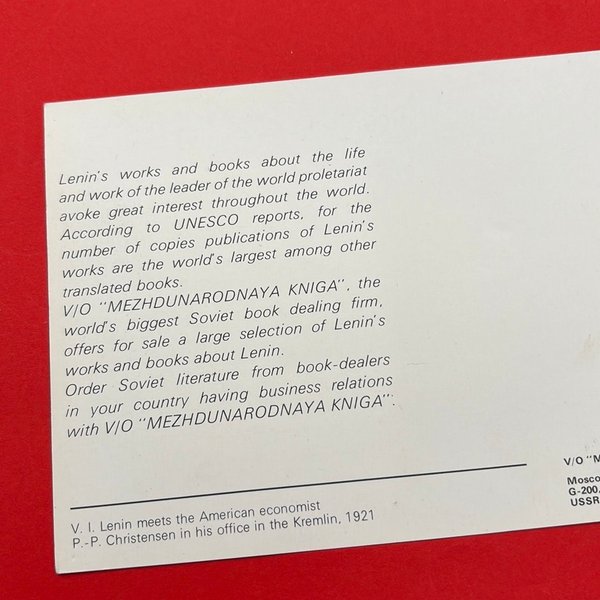 Lenin's works and books about the life
and work of the leader of the world proletariat
avoke great interest throughout the world.
According to UNESCO reports, for the
number of copies publications of Lenin's
works are the world's largest among other
translated books.
V/O "MEZHDUNARODNAYA KNIGA", the
world's biggest Soviet book dealing firm,
offers for sale a large selection of Lenin's
works and books about Lenin.
Order Soviet literature from book-dealers
in your country having business relations
with V/O "MEZHDUNARODNAYA KNIGA".
V. I. Lenin meets the American economist
P.-P. Christensen in his office in the Kremlin, 1921
V/O "M
Mosco
G-200,
USSR